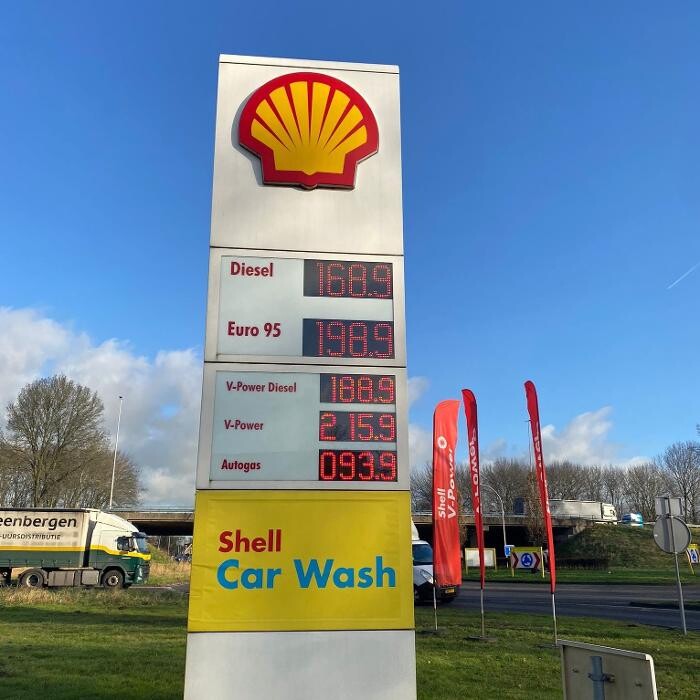 Diesel 168.9
Euro 95 198.9
V-Power Diesel 188.9
V-Power 215.9
Autogas 093.9
Shell
Car Wash
eenbergen
-UURSDISTRIBUTIE
Shell
V-Power